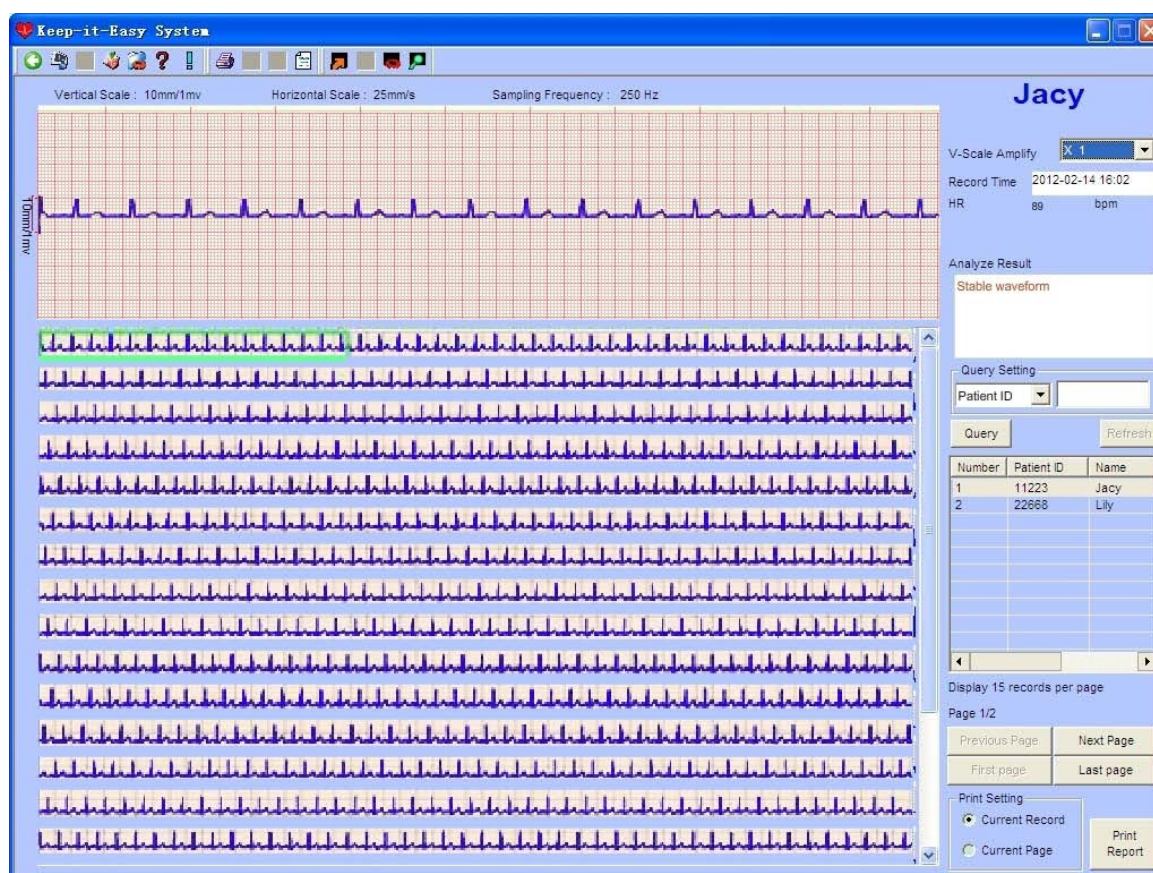 Keep-it-Easy System
Vertical Scale : 10mm/1mv Horizontal Scale : 25mm/s Sampling Frequency : 250 Hz
10mm/1mv
Jacy
V-Scale Amplify X 1
Record Time 2012-02-14 16:02
HR 89 bpm
Analyze Result
Stable waveform
Query Setting
Patient ID
Query Refresh
Number Patient ID Name
1 11223 Jacy
2 22668 Lily
Display 15 records per page
Page 1/2
Previous Page Next Page
First page Last page
Print Setting
Current Record
Current Page
Print
Report